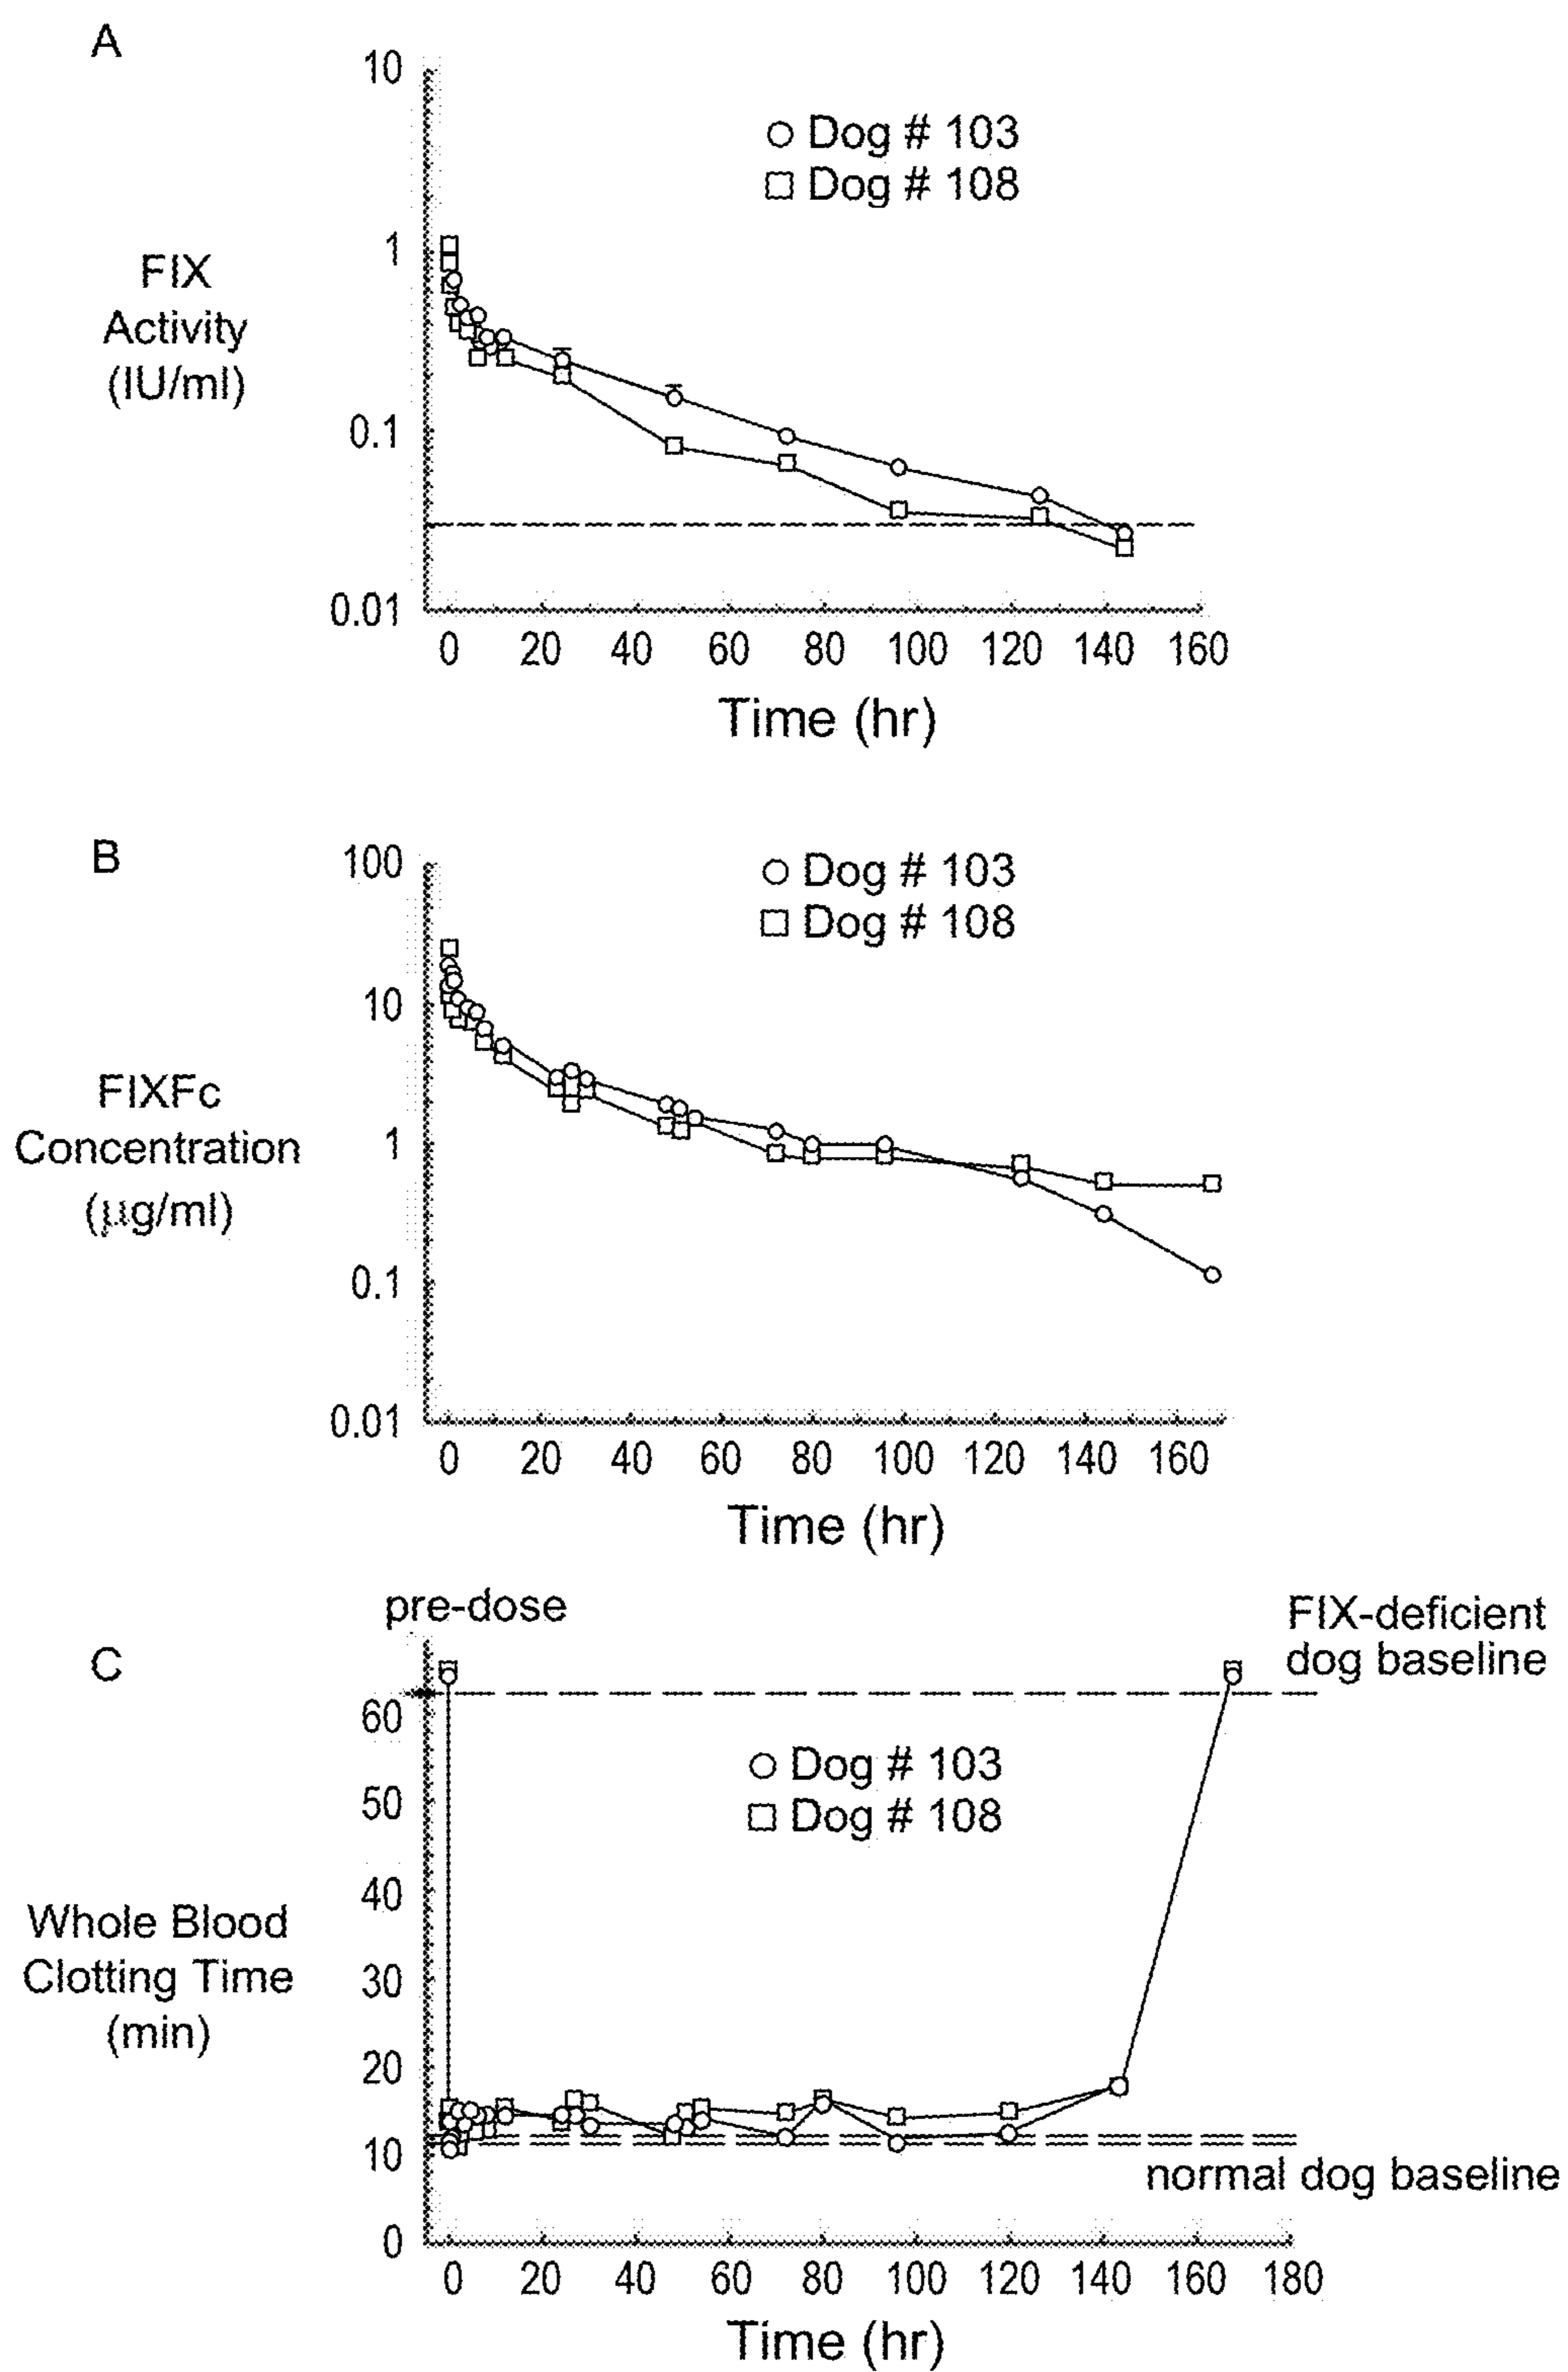 A
10
1
0.1
0.01
○ Dog # 103
□ Dog # 108
FIX
Activity
(IU/ml)
0 20 40 60 80 100 120 140 160
Time (hr)
B
100
10
1
0.1
0.01
○ Dog # 103
□ Dog # 108
FIXFc
Concentration
(µg/ml)
0 20 40 60 80 100 120 140 160
Time (hr)
pre-dose
FIX-deficient
dog baseline
C
60
50
40
30
20
10
0
○ Dog # 103
□ Dog # 108
Whole Blood
Clotting Time
(min)
normal dog baseline
0 20 40 60 80 100 120 140 160 180
Time (hr)